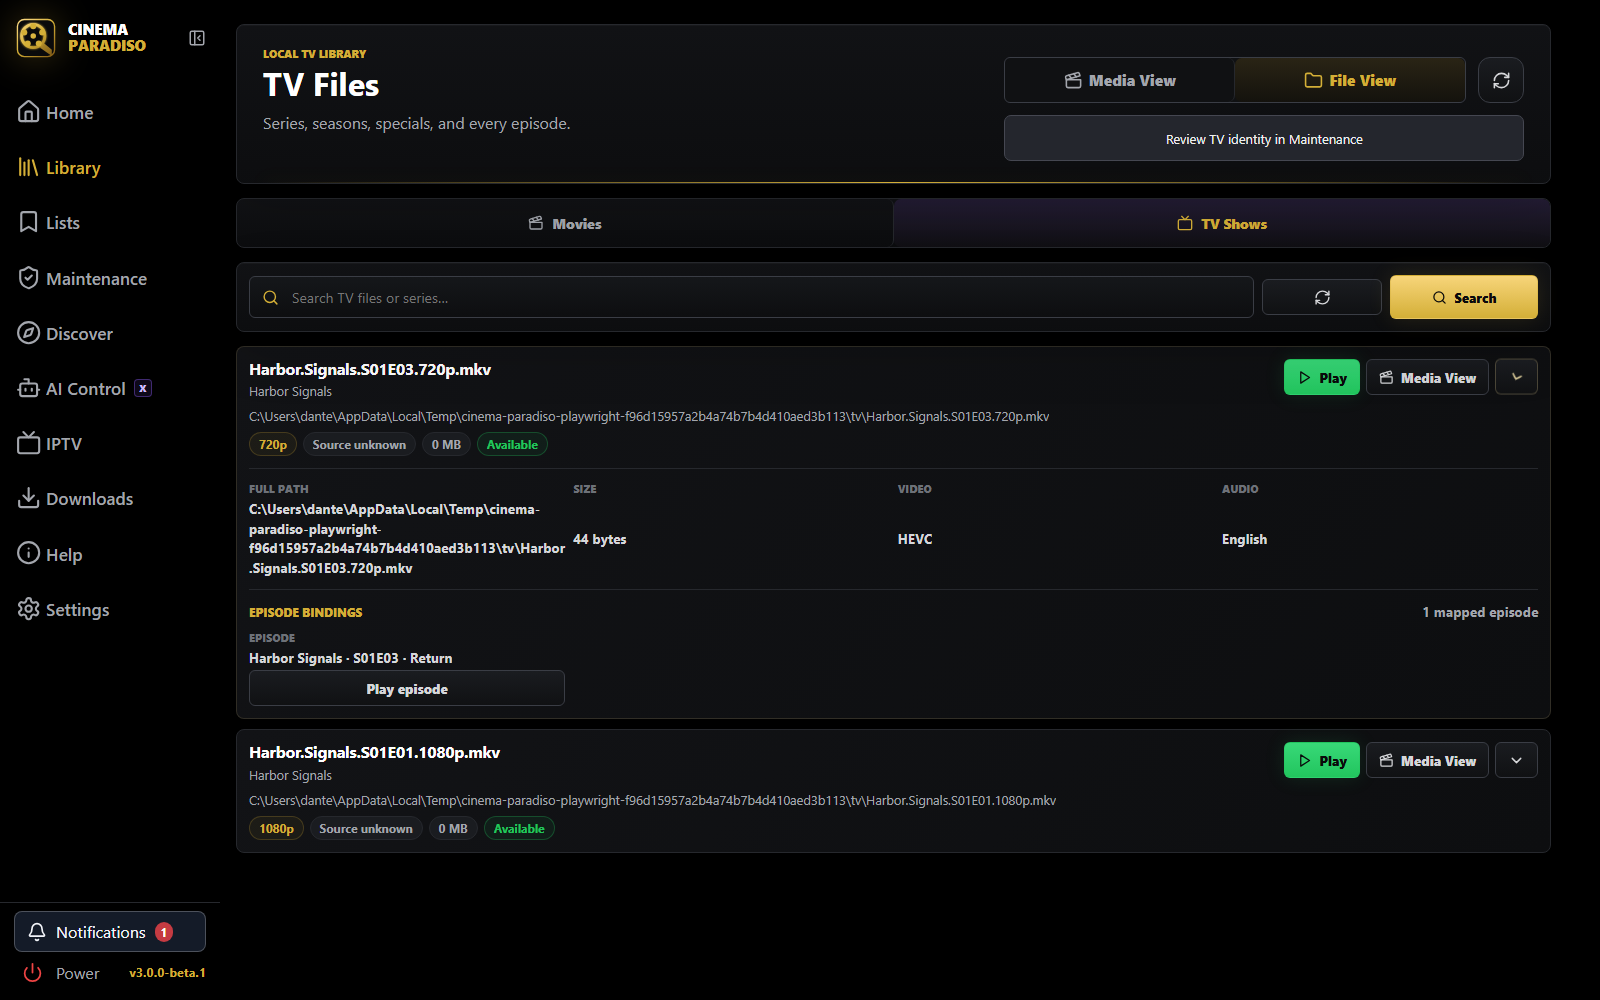 CINEMA
PARADISO
Home
Library
Lists
Maintenance
Discover
AI Control x
IPTV
Downloads
Help
Settings
Notifications 1
Power v3.0.0-beta.1
LOCAL TV LIBRARY
TV Files
Series, seasons, specials, and every episode.
Media View
File View
Review TV identity in Maintenance
Movies
TV Shows
Search TV files or series...
Search
Harbor.Signals.S01E03.720p.mkv
Play
Media View
Harbor Signals
C:\Users\dante\AppData\Local\Temp\cinema-paradiso-playwright-f96d15957a2b4a74b7b4d410aed3b113\tv\Harbor.Signals.S01E03.720p.mkv
720p Source unknown 0 MB Available
FULL PATH
C:\Users\dante\AppData\Local\Temp\cinema-
paradiso-playwright-
f96d15957a2b4a74b7b4d410aed3b113\tv\Harbor
.Signals.S01E03.720p.mkv
SIZE
44 bytes
VIDEO
HEVC
AUDIO
English
EPISODE BINDINGS
1 mapped episode
EPISODE
Harbor Signals · S01E03 · Return
Play episode
Harbor.Signals.S01E01.1080p.mkv
Play
Media View
Harbor Signals
C:\Users\dante\AppData\Local\Temp\cinema-paradiso-playwright-f96d15957a2b4a74b7b4d410aed3b113\tv\Harbor.Signals.S01E01.1080p.mkv
1080p Source unknown 0 MB Available